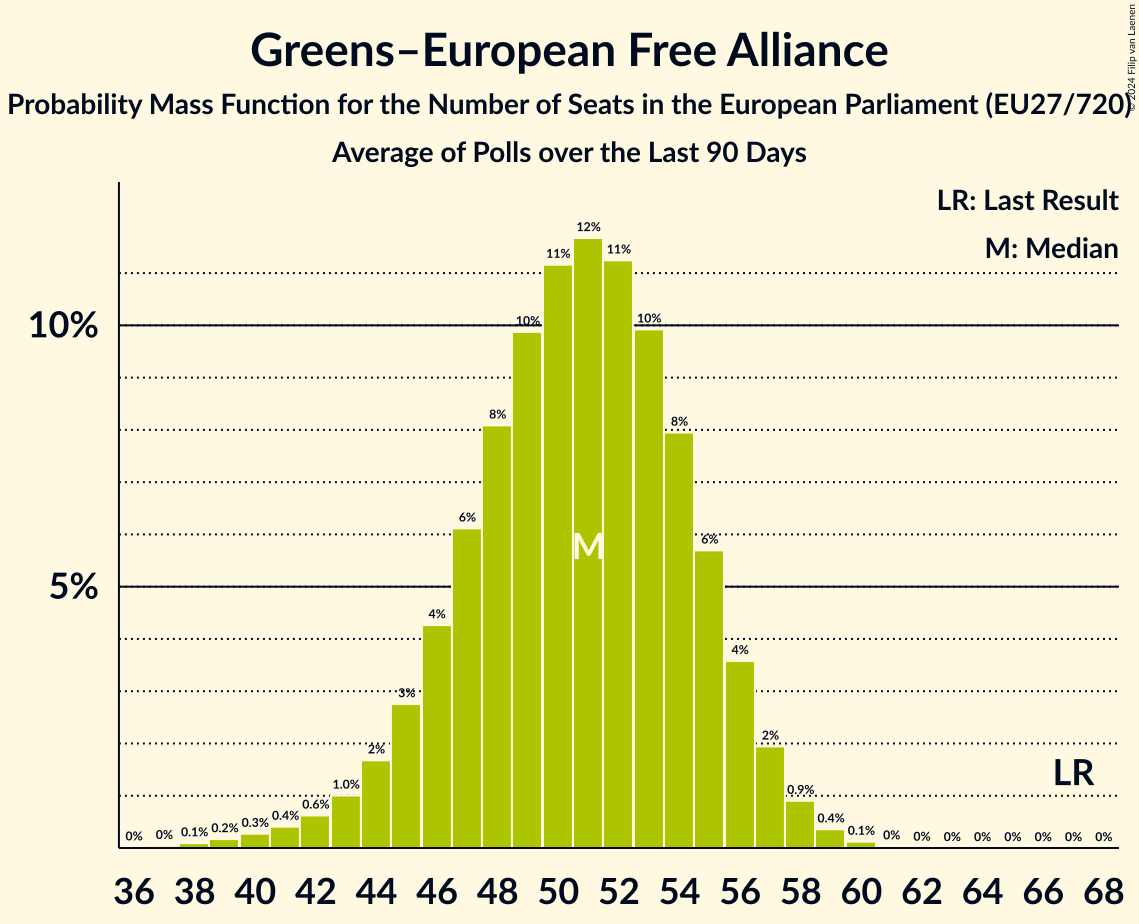 Greens–European Free Alliance
Probability Mass Function for the Number of Seats in the European Parliament (EU27/720)
Average of Polls over the Last 90 Days
© 2024 Filip van Laenen
LR: Last Result
M: Median
10%
5%
0% 0% 0.1% 0.2% 0.3% 0.4% 0.6% 1.0% 2% 3% 4% 6% 8% 10% 11% 12% 11% 10% 8% 6% 4% 2% 0.9% 0.4% 0.1% 0% 0% 0% 0% 0% 0% 0% 0%
M
LR
36 38 40 42 44 46 48 50 52 54 56 58 60 62 64 66 68